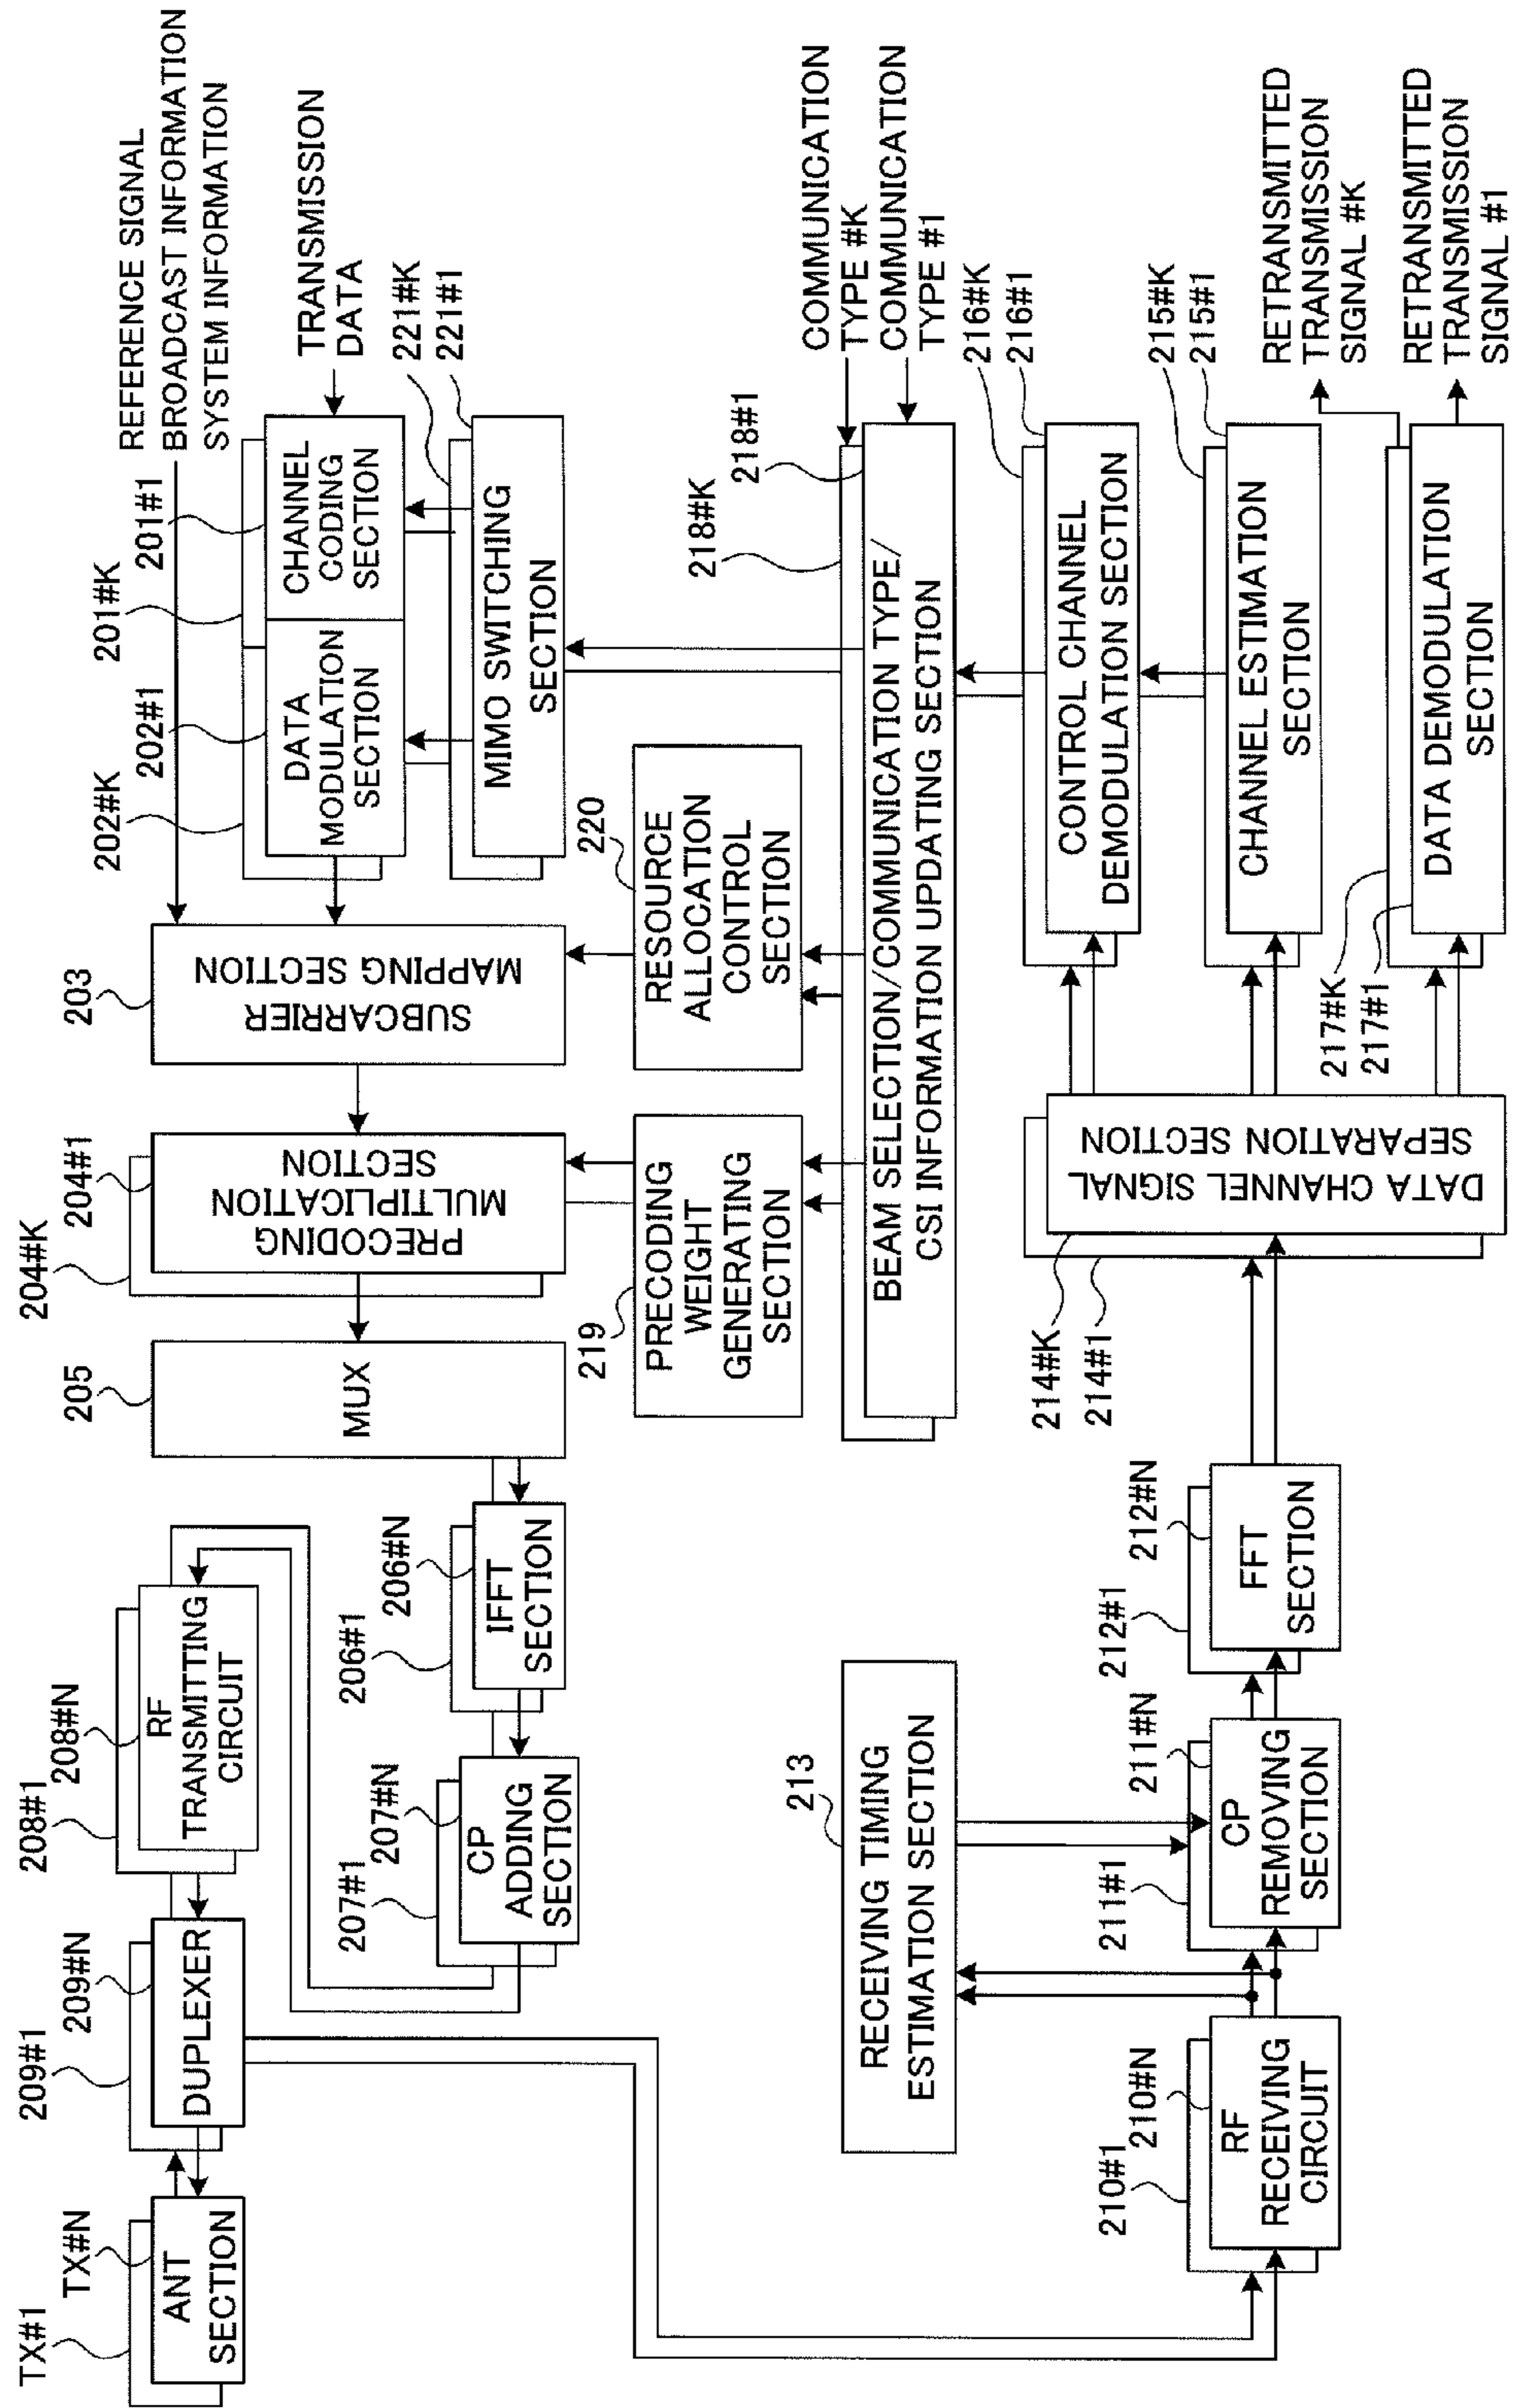 REFERENCE SIGNAL
BROADCAST INFORMATION
SYSTEM INFORMATION
TRANSMISSION
DATA
201#K
201#1
CHANNEL
CODING
SECTION
202#K
202#1
DATA
MODULATION
SECTION
221#K
221#1
MIMO SWITCHING
SECTION
203
SUBCARRIER
MAPPING SECTION
204#K
204#1
PRECODING
MULTIPLICATION
SECTION
205
MUX
206#1
206#N
IFFT
SECTION
207#1
207#N
CP
ADDING
SECTION
208#1
208#N
RF
TRANSMITTING
CIRCUIT
209#1
209#N
DUPLEXER
TX#1
TX#N
ANT
SECTION
219
PRECODING
WEIGHT
GENERATING
SECTION
220
RESOURCE
ALLOCATION
CONTROL
SECTION
COMMUNICATION
TYPE #K
COMMUNICATION
TYPE #1
218#K
218#1
BEAM SELECTION/COMMUNICATION TYPE/
CSI INFORMATION UPDATING SECTION
213
RECEIVING TIMING
ESTIMATION SECTION
210#1
210#N
RF
RECEIVING
CIRCUIT
211#1
211#N
CP
REMOVING
SECTION
212#1
212#N
FFT
SECTION
214#K
214#1
DATA CHANNEL SIGNAL
SEPARATION SECTION
216#K
216#1
CONTROL CHANNEL
DEMODULATION SECTION
215#K
215#1
CHANNEL ESTIMATION
SECTION
217#K
217#1
DATA DEMODULATION
SECTION
RETRANSMITTED
TRANSMISSION
SIGNAL #K
RETRANSMITTED
TRANSMISSION
SIGNAL #1